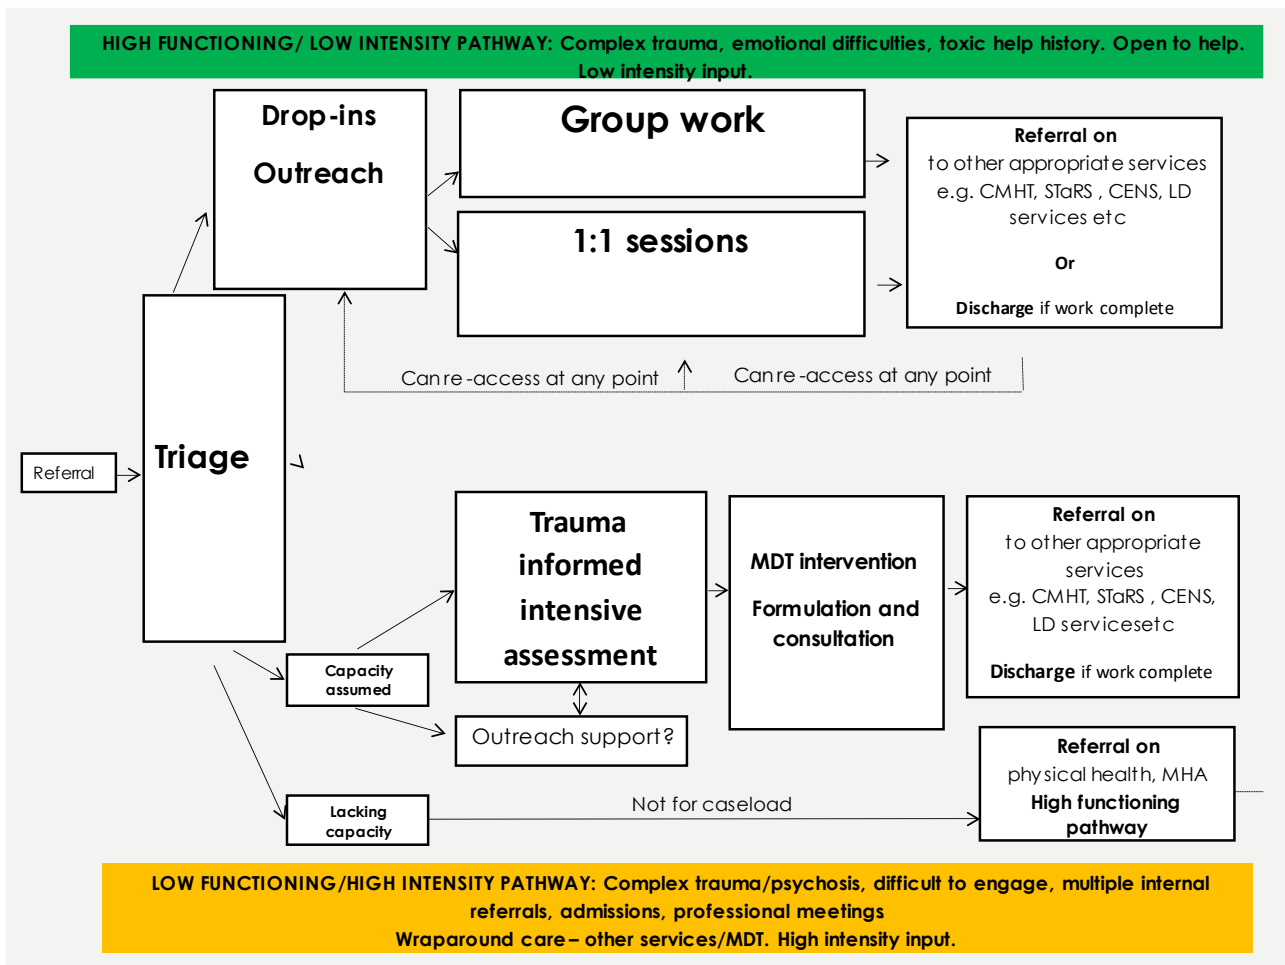 HIGH FUNCTIONING/ LOW INTENSITY PATHWAY: Complex trauma, emotional difficulties, toxic help history. Open to help.
Low intensity input.
Drop-ins
Outreach
Group work
1:1 sessions
Referral on
to other appropriate services
e.g. CMHT, STaRS , CENS, LD
services etc
Or
Discharge if work complete
Can re-access at any point
Can re-access at any point
Referral
Triage
Trauma
informed
intensive
assessment
MDT intervention
Formulation and
consultation
Referral on
to other appropriate
services
e.g. CMHT, STaRS , CENS,
LD servicesetc
Discharge if work complete
Capacity
assumed
Outreach support?
Lacking
capacity
Not for caseload
Referral on
physical health, MHA
High functioning
pathway
LOW FUNCTIONING/HIGH INTENSITY PATHWAY: Complex trauma/psychosis, difficult to engage, multiple internal
referrals, admissions, professional meetings
Wraparound care – other services/MDT. High intensity input.